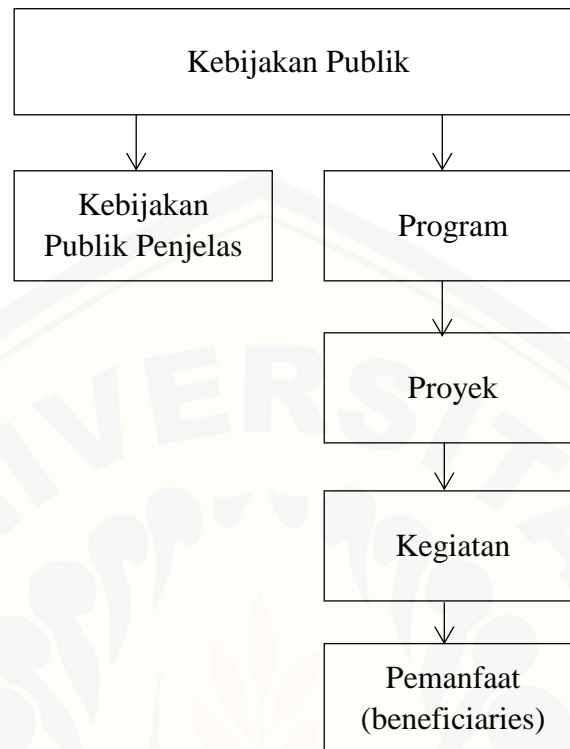 Kebijakan Publik
Kebijakan
Publik Penjelas
Program
Proyek
Kegiatan
Pemanfaat
(beneficiaries)